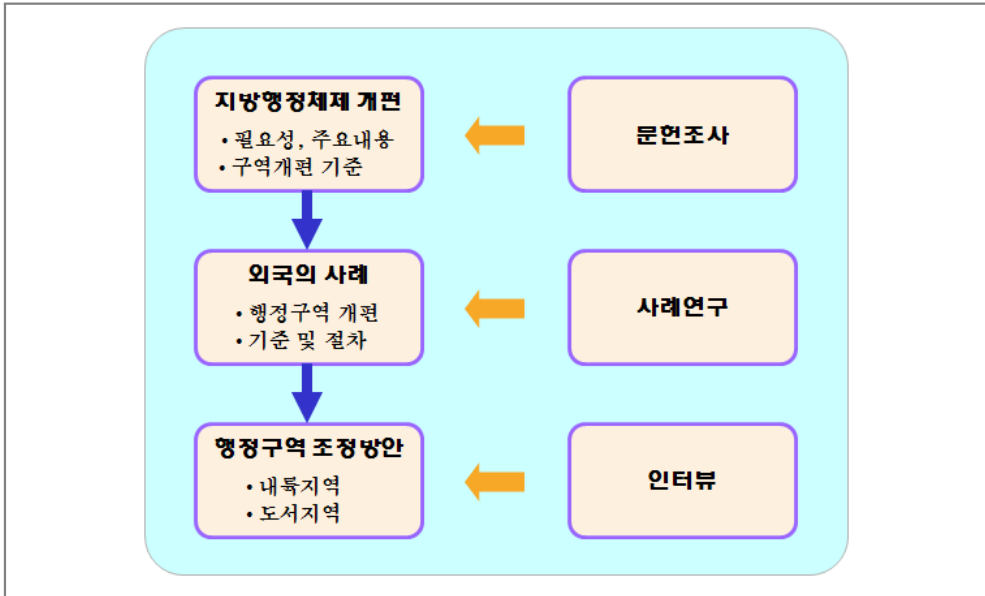 지방행정체제 개편
• 필요성, 주요내용
• 구역개편 기준
문헌조사
외국의 사례
• 행정구역 개편
• 기준 및 절차
사례연구
행정구역 조정방안
• 내륙지역
• 도서지역
인터뷰